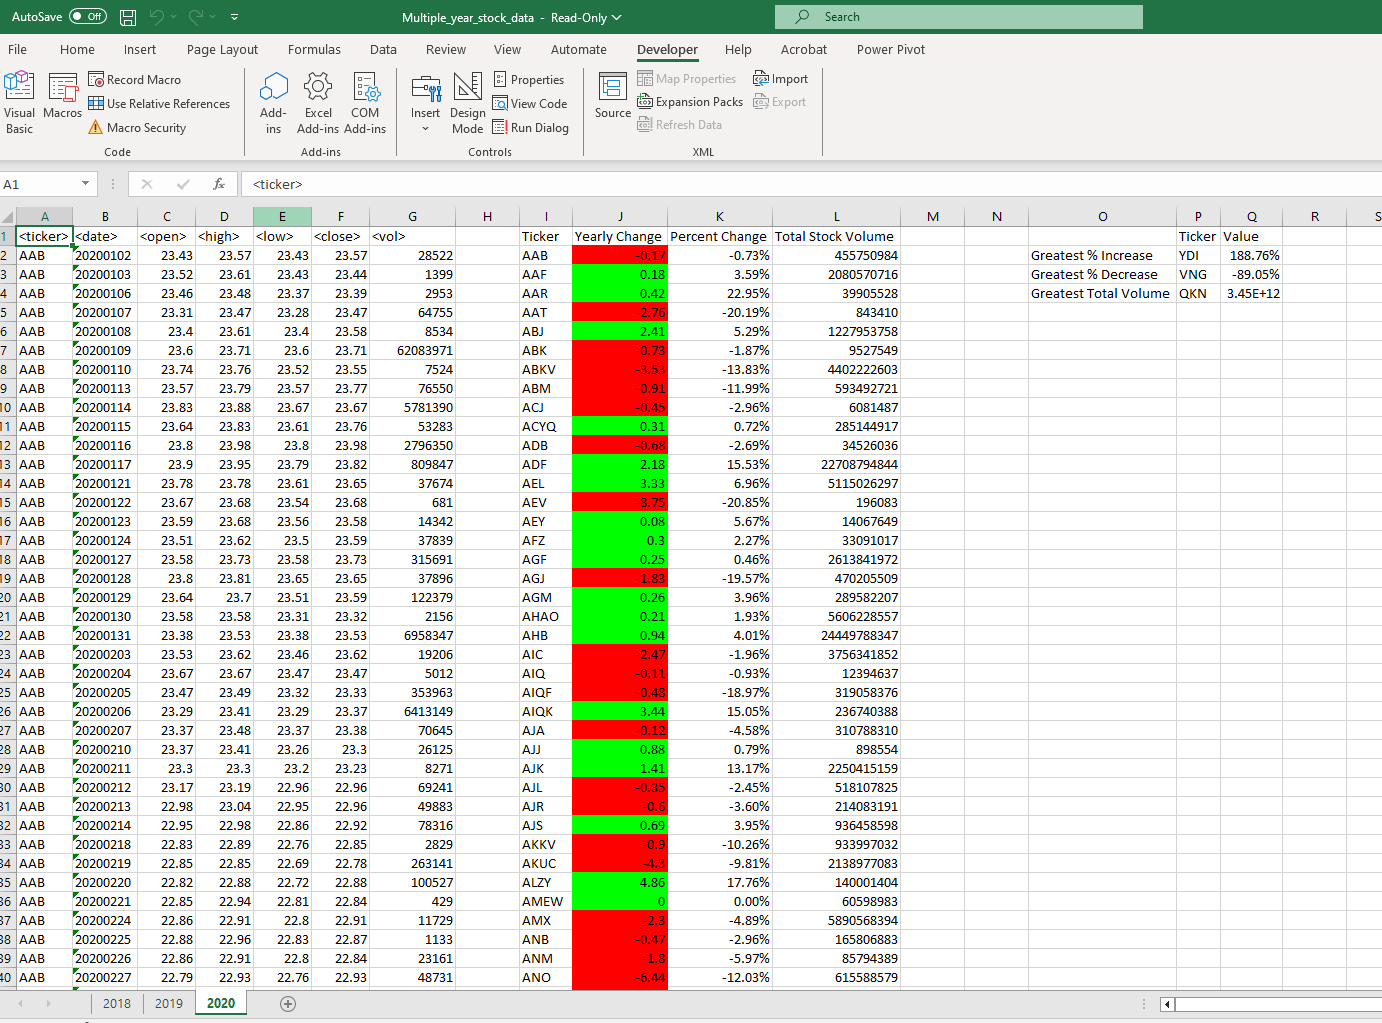 AutoSave Off Multiple_year_stock_data - Read-Only Search
File Home Insert Page Layout Formulas Data Review View Automate Developer Help Acrobat Power Pivot
Visual Basic
Macros
Record Macro
Use Relative References
Macro Security
Code
Add-ins
Excel Add-ins
COM Add-ins
Add-ins
Insert
Design Mode
Properties
View Code
Run Dialog
Controls
Source
Map Properties
Expansion Packs
Refresh Data
Import
Export
XML
A1 fx <ticker>
A B C D E F G H I J K L M N O P Q R S
1 <ticker> <date> <open> <high> <low> <close> <vol> Ticker Yearly Change Percent Change Total Stock Volume Ticker Value
2 AAB 20200102 23.43 23.57 23.43 23.57 28522 AAB -0.17 -0.73% 455750984 Greatest % Increase YDI 188.76%
3 AAB 20200103 23.52 23.61 23.43 23.44 1399 AAF 0.18 3.59% 2080570716 Greatest % Decrease VNG -89.05%
4 AAB 20200106 23.46 23.48 23.37 23.39 2953 AAR 0.42 22.95% 39905528 Greatest Total Volume QKN 3.45E+12
5 AAB 20200107 23.31 23.47 23.28 23.47 64755 AAT -2.76 -20.19% 843410
6 AAB 20200108 23.4 23.61 23.4 23.58 8534 ABJ 2.41 5.29% 1227953758
7 AAB 20200109 23.6 23.71 23.6 23.71 62083971 ABK -0.73 -1.87% 9527549
8 AAB 20200110 23.74 23.76 23.52 23.55 7524 ABKV -3.53 -13.83% 4402222603
9 AAB 20200113 23.57 23.79 23.57 23.77 76550 ABM -0.91 -11.99% 593492721
10 AAB 20200114 23.83 23.88 23.67 23.67 5781390 ACJ -0.45 -2.96% 6081487
11 AAB 20200115 23.64 23.83 23.61 23.76 53283 ACYQ 0.31 0.72% 285144917
12 AAB 20200116 23.8 23.98 23.8 23.98 2796350 ADB -0.68 -2.69% 34526036
13 AAB 20200117 23.9 23.95 23.79 23.82 809847 ADF 2.18 15.53% 22708794844
14 AAB 20200121 23.78 23.78 23.61 23.65 37674 AEL 3.33 6.96% 5115026297
15 AAB 20200122 23.67 23.68 23.54 23.68 681 AEV -8.75 -20.85% 196083
16 AAB 20200123 23.59 23.68 23.56 23.58 14342 AEY 0.08 5.67% 14067649
17 AAB 20200124 23.51 23.62 23.5 23.59 37839 AFZ 0.3 2.27% 33091017
18 AAB 20200127 23.58 23.73 23.58 23.73 315691 AGF 0.25 0.46% 2613841972
19 AAB 20200128 23.8 23.81 23.65 23.65 37896 AGJ -1.83 -19.57% 470205509
20 AAB 20200129 23.64 23.7 23.51 23.59 122379 AGM 0.26 3.96% 289582207
21 AAB 20200130 23.58 23.58 23.31 23.32 2156 AHAO 0.21 1.93% 5606228557
22 AAB 20200131 23.38 23.53 23.38 23.53 6958347 AHB 0.94 4.01% 24449788347
23 AAB 20200203 23.53 23.62 23.46 23.62 19206 AIC -2.47 -1.96% 3756341852
24 AAB 20200204 23.67 23.67 23.47 23.47 5012 AIQ -0.11 -0.93% 12394637
25 AAB 20200205 23.47 23.49 23.32 23.33 353963 AIQF -0.48 -18.97% 319058376
26 AAB 20200206 23.29 23.41 23.29 23.37 6413149 AIQK 3.44 15.05% 236740388
27 AAB 20200207 23.37 23.48 23.37 23.38 70645 AJA -0.12 -4.58% 310788310
28 AAB 20200210 23.37 23.41 23.26 23.3 26125 AJJ 0.88 0.79% 898554
29 AAB 20200211 23.3 23.3 23.2 23.23 8271 AJK 1.41 13.17% 2250415159
30 AAB 20200212 23.17 23.19 22.96 22.96 69241 AJL -0.35 -2.45% 518107825
31 AAB 20200213 22.98 23.04 22.95 22.96 49883 AJR -0.6 -3.60% 214083191
32 AAB 20200214 22.95 22.98 22.86 22.92 78316 AJS 0.69 3.95% 936458598
33 AAB 20200218 22.83 22.89 22.76 22.85 2829 AKKV -0.9 -10.26% 933997032
34 AAB 20200219 22.85 22.85 22.69 22.78 263141 AKUC -4.3 -9.81% 2138977083
35 AAB 20200220 22.82 22.88 22.72 22.88 100527 ALZY 4.86 17.76% 140001404
36 AAB 20200221 22.85 22.94 22.81 22.84 429 AMEW 0 0.00% 60598983
37 AAB 20200224 22.86 22.91 22.8 22.91 11729 AMX -2.3 -4.89% 5890568394
38 AAB 20200225 22.88 22.96 22.83 22.87 1133 ANB -0.47 -2.96% 165806883
39 AAB 20200226 22.86 22.91 22.8 22.84 23161 ANM -1.8 -5.97% 85794389
40 AAB 20200227 22.79 22.93 22.76 22.93 48731 ANO -6.44 -12.03% 615588579
2018 2019 2020